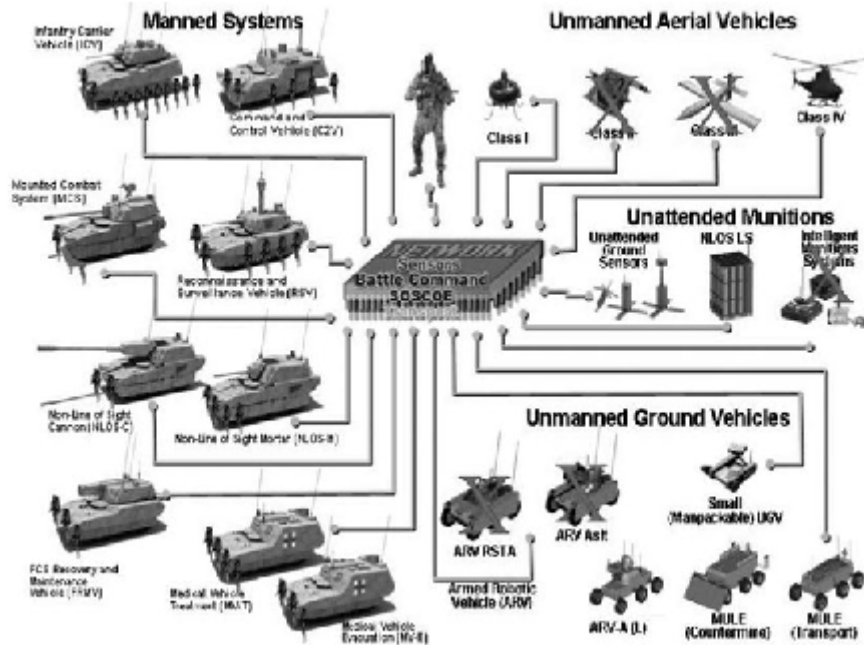 Manned Systems
Unmanned Aerial Vehicles
Infantry Carrier
Vehicle (ICV)
Command and
Control Vehicle (C2V)
Class I
Class II
Class III
Class IV
Mounted Combat
System (MCS)
Reconnaissance and
Surveillance Vehicle (RSV)
NETWORK
Sensors
Battle Command
SOSCOE
Unattended Munitions
Unattended
Ground
Sensors
NLOS LS
Intelligent
Munitions
Systems
Non-Line of Sight
Cannon (NLOS-C)
Non-Line of Sight Mortar (NLOS-M)
Unmanned Ground Vehicles
Small
(Manpackable) UGV
ARV RSTA
ARV Aslt
FCS Recovery and
Maintenance
Vehicle (FRMV)
Medical Vehicle
Treatment (MV-T)
Medical Vehicle
Evacuation (MV-E)
Armed Robotic
Vehicle (ARV)
ARV-A (L)
MULE
(Countermine)
MULE
(Transport)